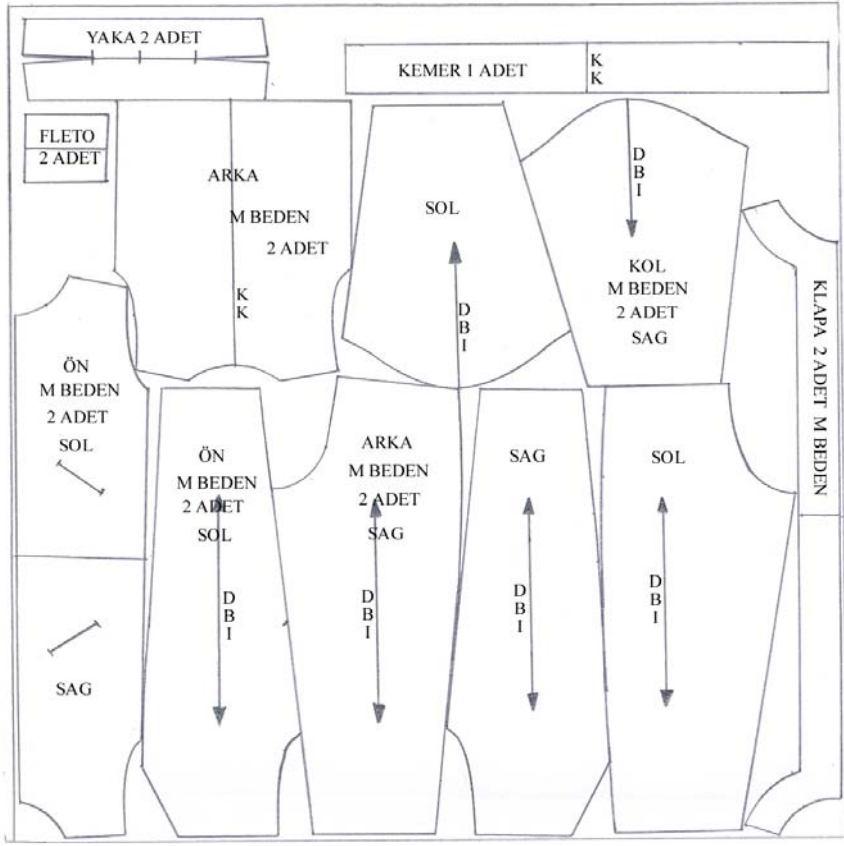 YAKA 2 ADET
KEMER 1 ADET
K
K
FLETO
2 ADET
ARKA
M BEDEN
2 ADET
K
K
SOL
D
B
I
D
B
I
KOL
M BEDEN
2 ADET
SAG
KLAPA 2 ADET M BEDEN
ÖN
M BEDEN
2 ADET
SOL
SAG
ÖN
M BEDEN
2 ADET
SOL
D
B
I
ARKA
M BEDEN
2 ADET
SAG
D
B
I
SAG
D
B
I
SOL
D
B
I